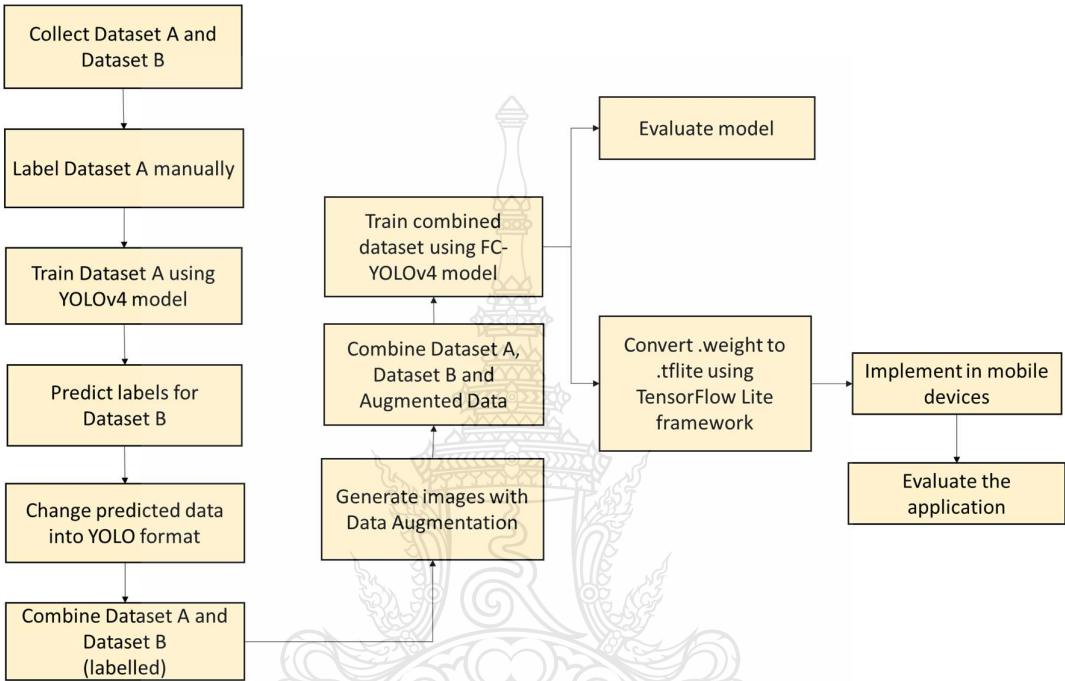 Collect Dataset A and
Dataset B
Label Dataset A manually
Train Dataset A using
YOLOv4 model
Predict labels for
Dataset B
Change predicted data
into YOLO format
Combine Dataset A and
Dataset B
(labelled)
Generate images with
Data Augmentation
Combine Dataset A,
Dataset B and
Augmented Data
Train combined
dataset using FC-
YOLOv4 model
Evaluate model
Convert .weight to
.tflite using
TensorFlow Lite
framework
Implement in mobile
devices
Evaluate the
application